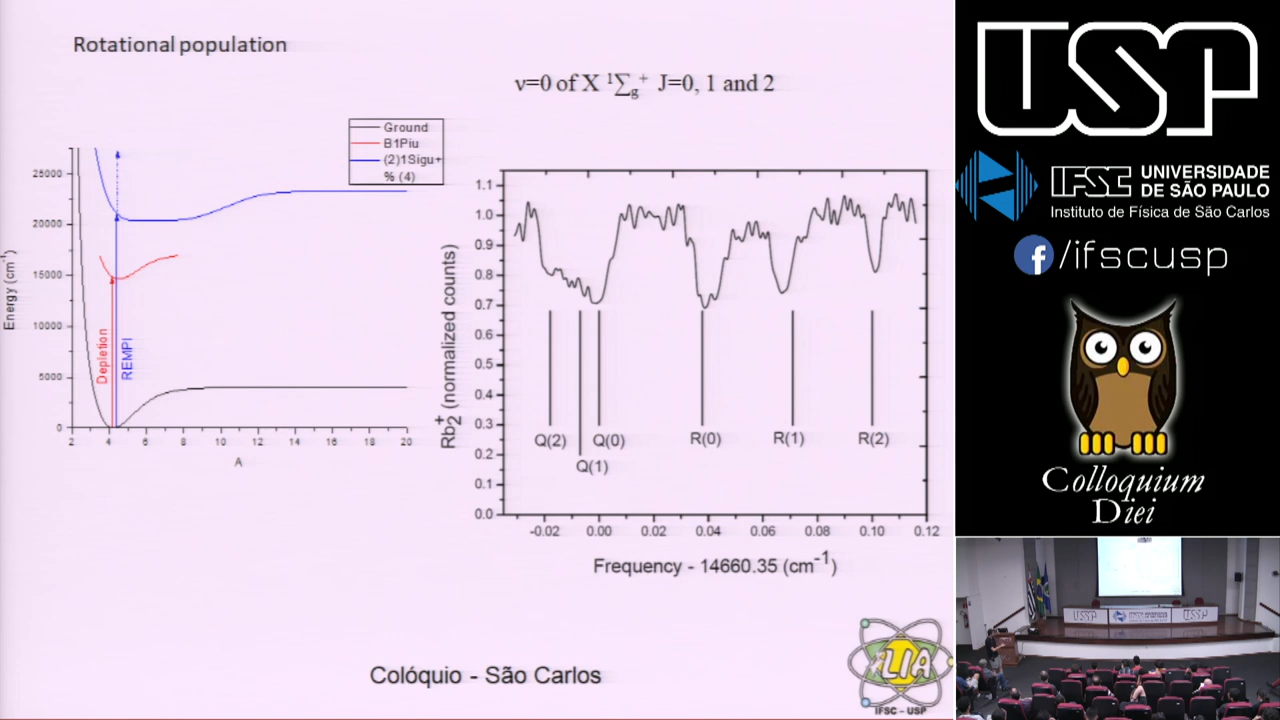 Rotational population
ν=0 of X ¹Σg⁺ J=0, 1 and 2
Ground
B1Piu
(2)1Sigu+
% (4)
Energy (cm⁻¹)
25000
20000
15000
10000
5000
0
Depletion
REMPI
2 4 6 8 10 12 14 16 18 20
A
Rb₂⁺ (normalized counts)
1.1
1.0
0.9
0.8
0.7
0.6
0.5
0.4
0.3
0.2
0.1
0.0
Q(2) Q(0) R(0) R(1) R(2)
Q(1)
-0.02 0.00 0.02 0.04 0.06 0.08 0.10 0.12
Frequency - 14660.35 (cm⁻¹)
Colóquio - São Carlos
LIA
IFSC - USP
USP
IFSC UNIVERSIDADE
DE SÃO PAULO
Instituto de Física de São Carlos
f /ifscusp
Colloquium
Diei
USP
USP